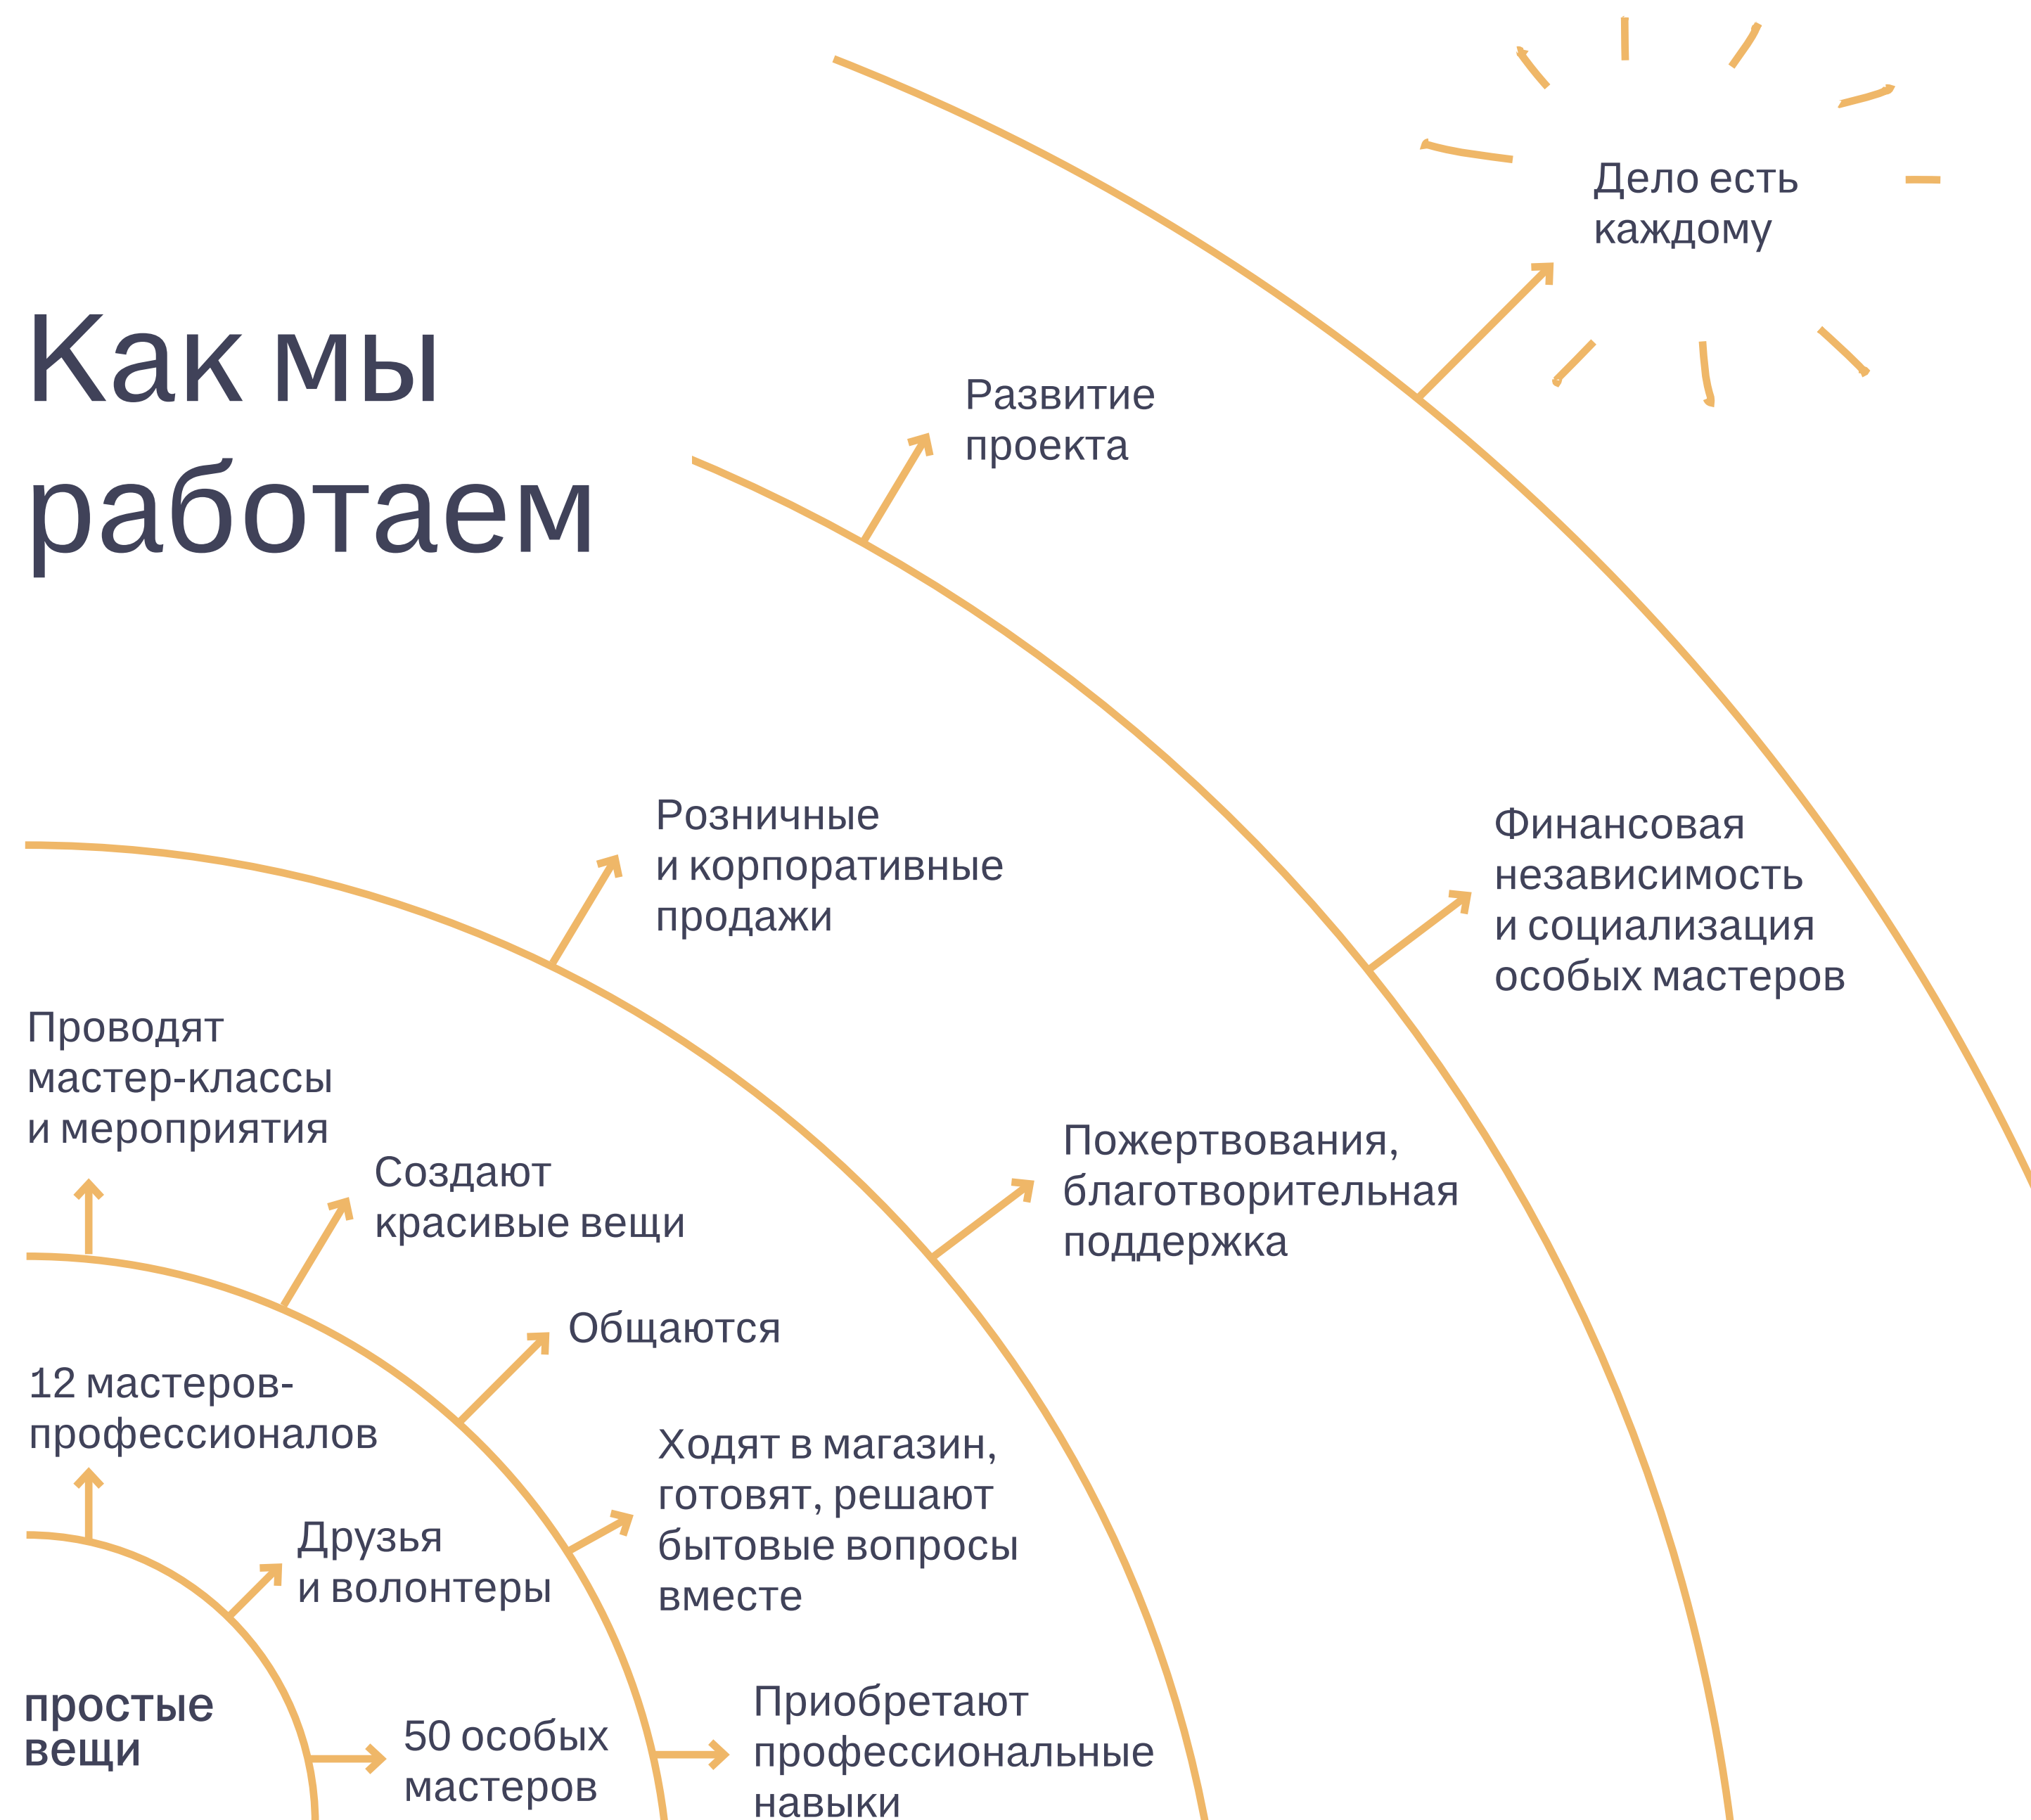 Дело есть
каждому
Как мы
работаем
Развитие
проекта
Розничные
и корпоративные
продажи
Финансовая
независимость
и социализация
особых мастеров
Проводят
мастер-классы
и мероприятия
Создают
красивые вещи
Пожертвования,
благотворительная
поддержка
Общаются
12 мастеров-
профессионалов
Ходят в магазин,
готовят, решают
бытовые вопросы
вместе
Друзья
и волонтеры
простые
вещи
50 особых
мастеров
Приобретают
профессиональные
навыки